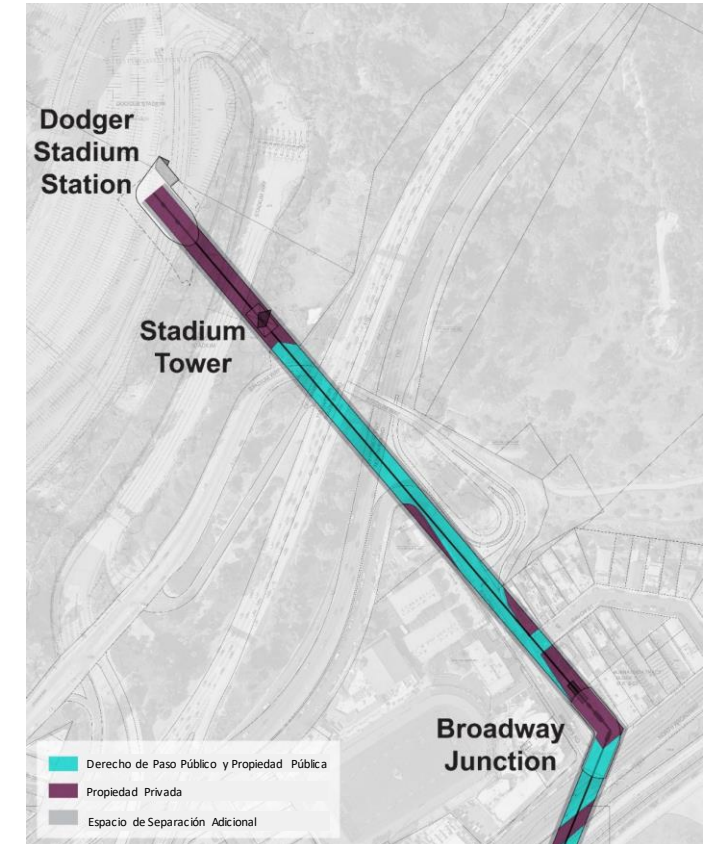 Dodger
Stadium
Station
Stadium
Tower
Broadway
Junction
Derecho de Paso Público y Propiedad Pública
Propiedad Privada
Espacio de Separación Adicional